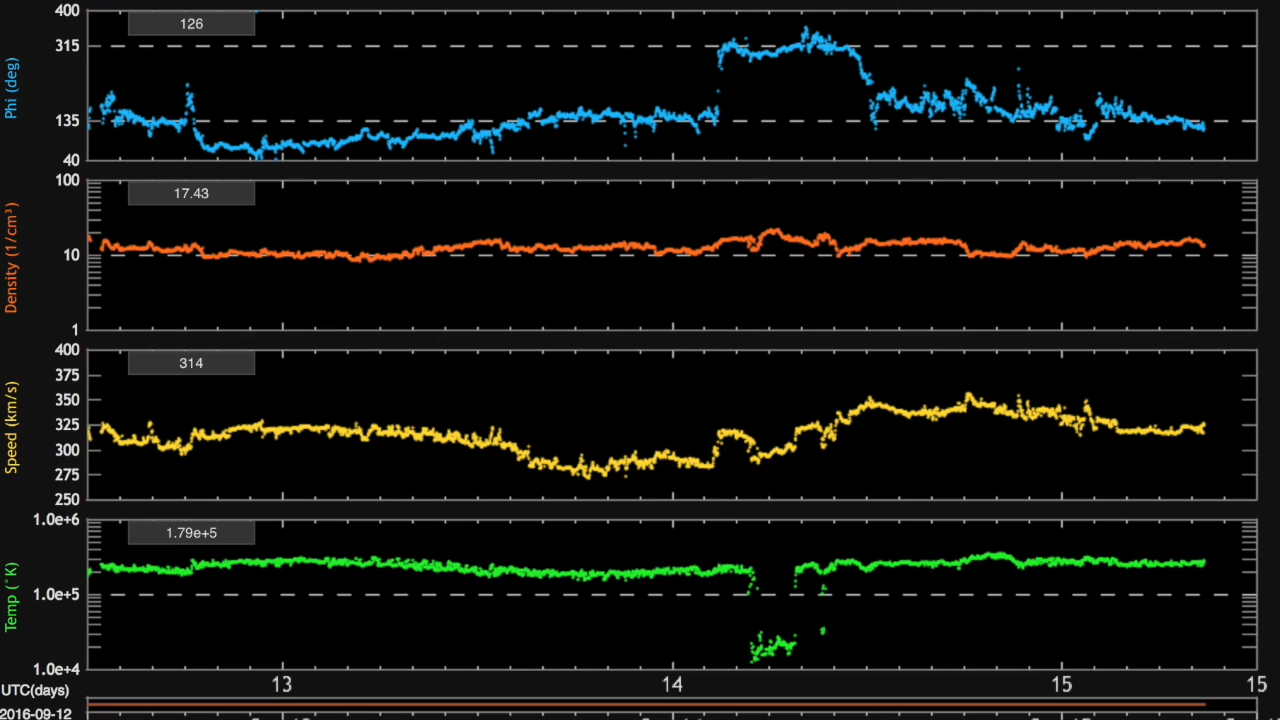 400
126
315
Phi (deg)
135
40
100
17.43
Density (1/cm³)
10
1
400
314
375
350
325
Speed (km/s)
300
275
250
1.0e+6
1.79e+5
Temp (°K)
1.0e+5
1.0e+4
UTC(days)
13
14
15
15
2016-09-12